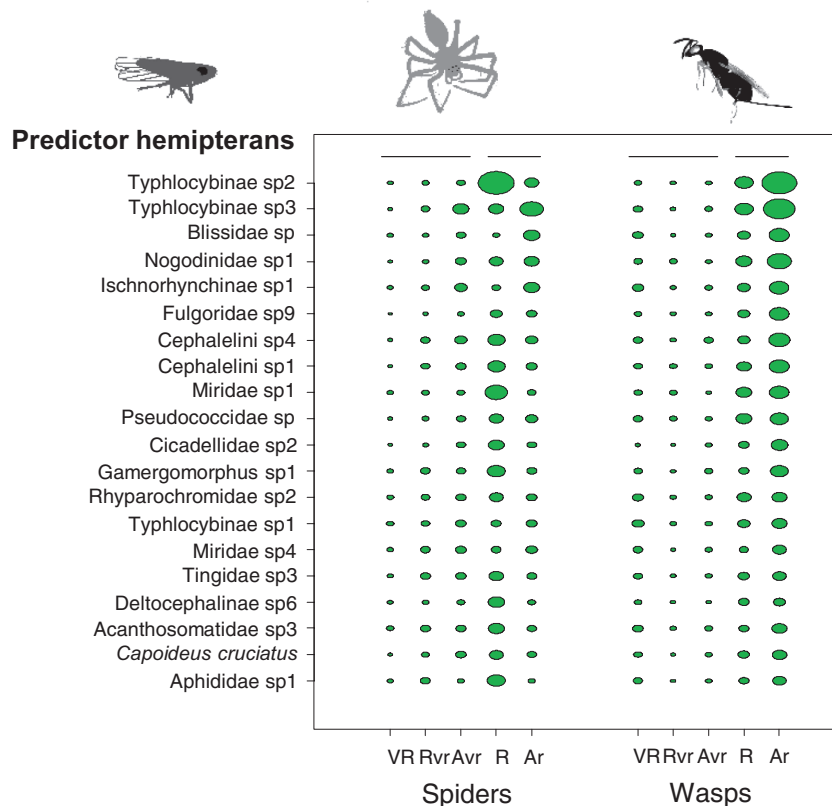 Predictor hemipterans
Typhlocybinae sp2
Typhlocybinae sp3
Blissidae sp
Nogodinidae sp1
Ischnorhynchinae sp1
Fulgoridae sp9
Cephalelini sp4
Cephalelini sp1
Miridae sp1
Pseudococcidae sp
Cicadellidae sp2
Gamergomorphus sp1
Rhyparochromidae sp2
Typhlocybinae sp1
Miridae sp4
Tingidae sp3
Deltocephalinae sp6
Acanthosomatidae sp3
Capoideus cruciatus
Aphididae sp1
VR Rvr Avr R Ar VR Rvr Avr R Ar
Spiders Wasps